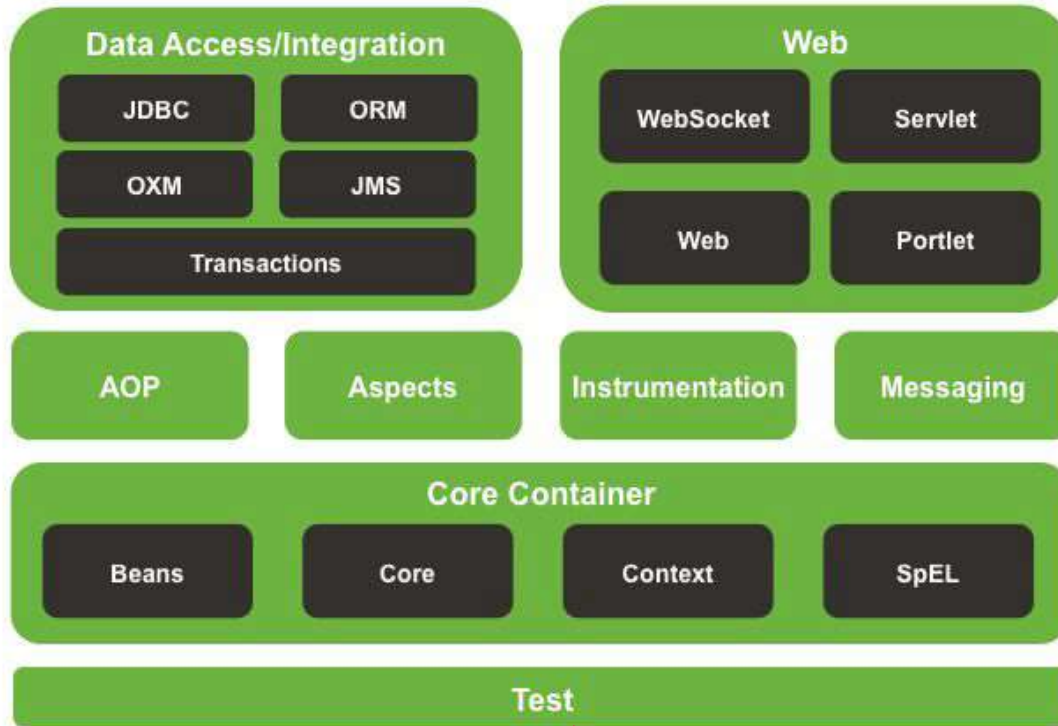 Data Access/Integration
JDBC
ORM
OXM
JMS
Transactions
Web
WebSocket
Servlet
Web
Portlet
AOP
Aspects
Instrumentation
Messaging
Core Container
Beans
Core
Context
SpEL
Test